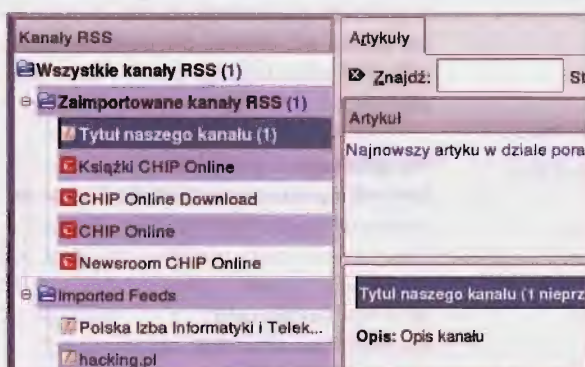 Kanały RSS
Wszystkie kanały RSS (1)
Zaimportowane kanały RSS (1)
Tytuł naszego kanału (1)
Książki CHIP Online
CHIP Online Download
CHIP Online
Newsroom CHIP Online
Imported Feeds
Polska Izba Informatyki i Telek...
hacking.pl
Artykuły
Znajdź:
St
Artykuł
Najnowszy artyku w dziale pora
Tytuł naszego kanału (1 nieprz
Opis: Opis kanału